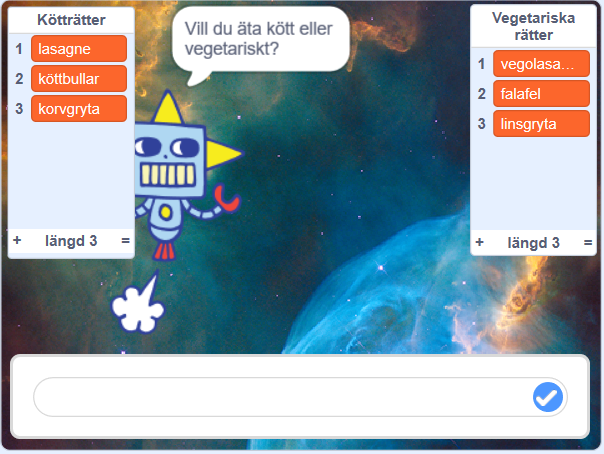 Kötträtter
1 lasagne
2 köttbullar
3 korvgryta
+ längd 3 =
Vill du äta kött eller
vegetariskt?
Vegetariska
rätter
1 vegolasa...
2 falafel
3 linsgryta
+ längd 3 =